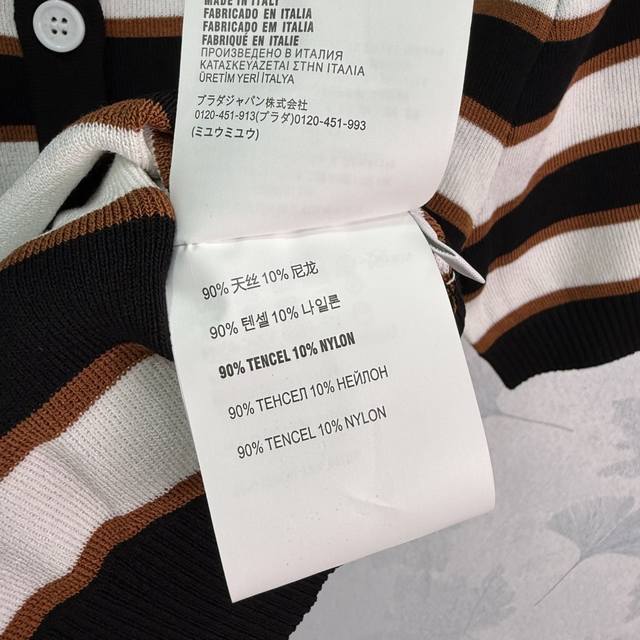 MADE IN ITALY
FABRICADO EN ITALIA
FABRICADO EM ITALIA
FABRIQUÉ EN ITALIE
ПРОИЗВЕДЕНО В ИТАЛИЯ
ΚΑΤΑΣΚΕΥΑΖΕΤΑΙ ΣΤΗΝ ΙΤΑΛΙΑ
ÜRETİM YERİ İTALYA
プラダジャパン株式会社
0120-451-913(プラダ)0120-451-993
(ミユウミユウ)
90% 天丝 10% 尼龙
90% 텐셀 10% 나일론
90% TENCEL 10% NYLON
90% ТЕНСЕЛ 10% НЕЙЛОН
90% TENCEL 10% NYLON